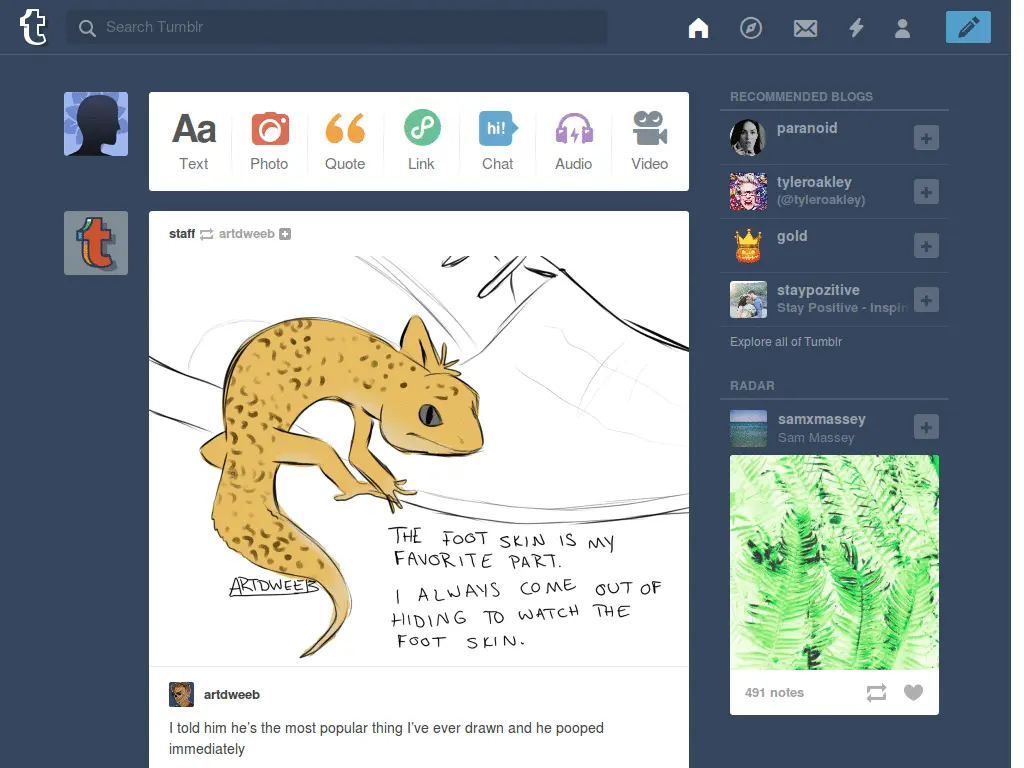 Search Tumblr
Aa
Text
Photo
Quote
Link
hi!
Chat
Audio
Video
staff artdweeb
THE FOOT SKIN IS MY
FAVORITE PART.
I ALWAYS COME OUT OF
HIDING TO WATCH THE
FOOT SKIN.
ARTDWEEB
artdweeb
I told him he's the most popular thing I've ever drawn and he pooped
immediately
RECOMMENDED BLOGS
paranoid
tyleroakley
(@tyleroakley)
gold
staypozitive
Stay Positive - Inspir
Explore all of Tumblr
RADAR
samxmassey
Sam Massey
491 notes